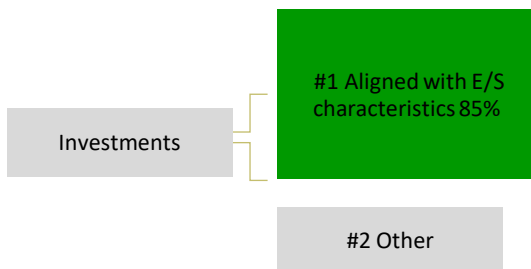 #1 Aligned with E/S
characteristics 85%
Investments
#2 Other